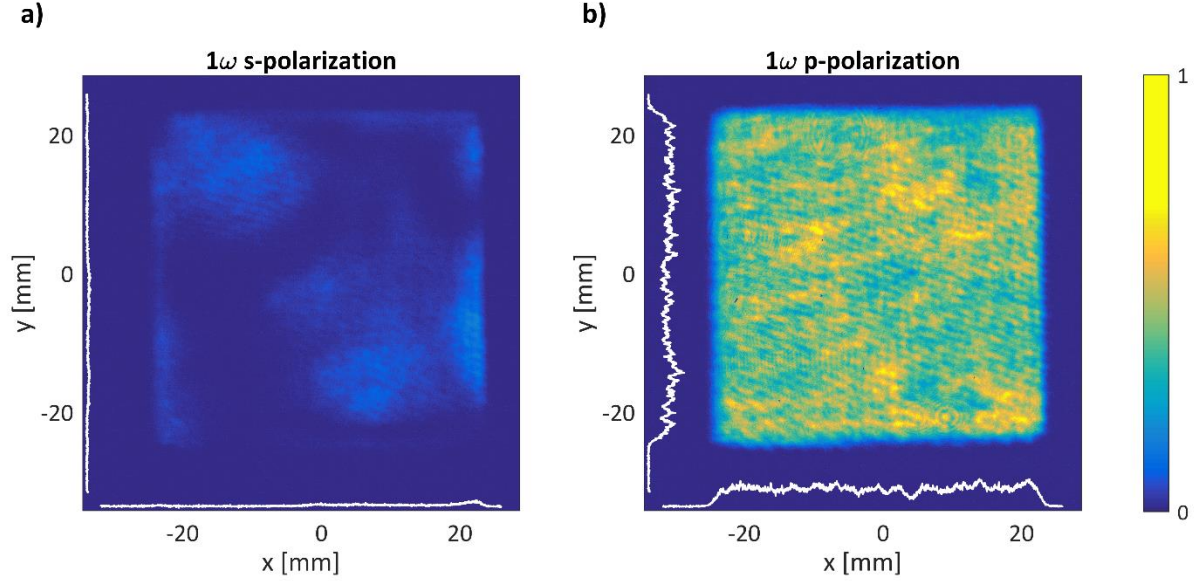 a)
1ω s-polarization
y [mm]
20
0
-20
-20 0 20
x [mm]
b)
1ω p-polarization
y [mm]
20
0
-20
-20 0 20
x [mm]
1
0